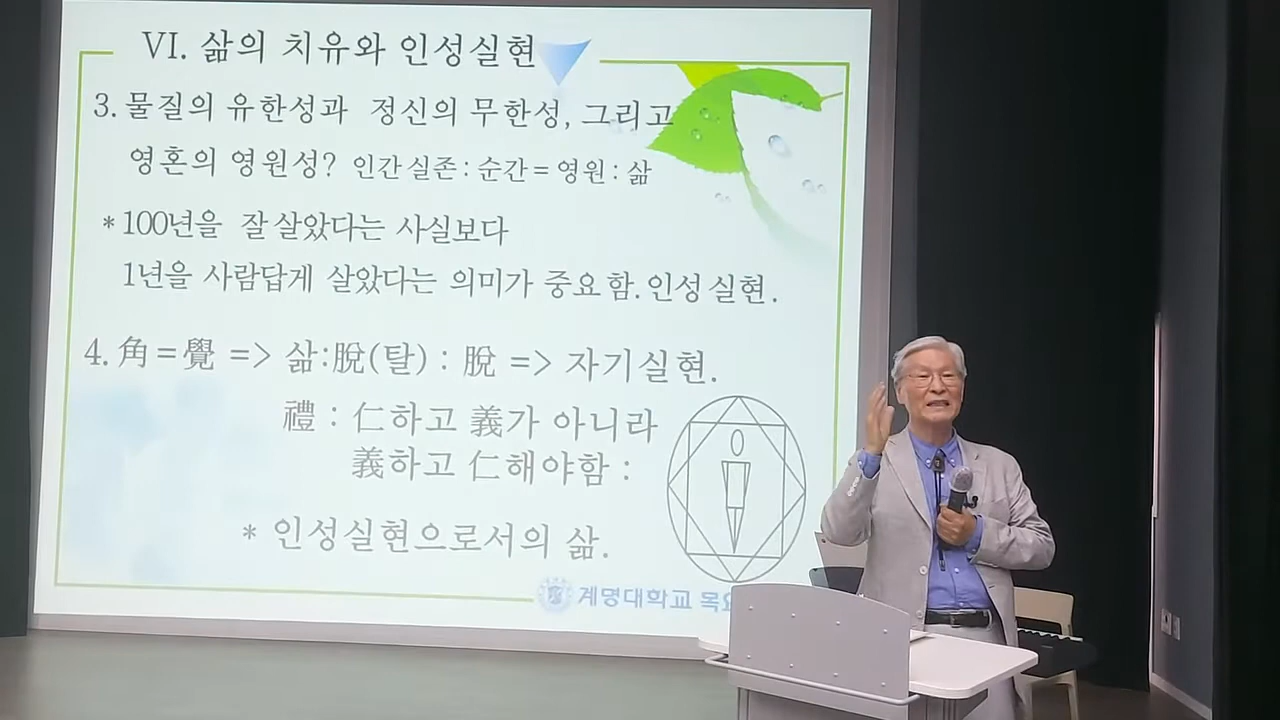 VI. 삶의 치유와 인성실현
3. 물질의 유한성과 정신의 무한성, 그리고
영혼의 영원성? 인간 실존 : 순간 = 영원 : 삶
* 100년을 잘 살았다는 사실보다
1년을 사람답게 살았다는 의미가 중요함. 인성 실현.
4. 角 = 覺 => 삶:脫(탈) : 脫 => 자기실현.
禮 : 仁하고 義가 아니라
義하고 仁해야함 :
* 인성실현으로서의 삶.
계명대학교